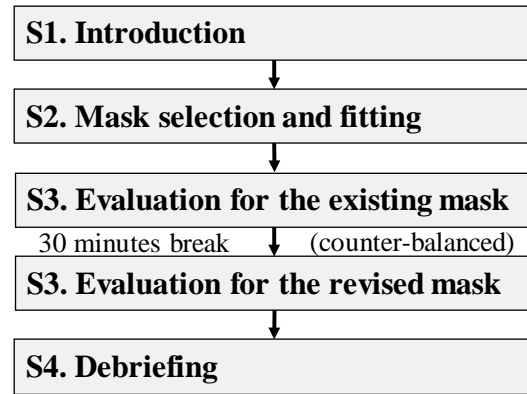 S1. Introduction
S2. Mask selection and fitting
S3. Evaluation for the existing mask
30 minutes break (counter-balanced)
S3. Evaluation for the revised mask
S4. Debriefing